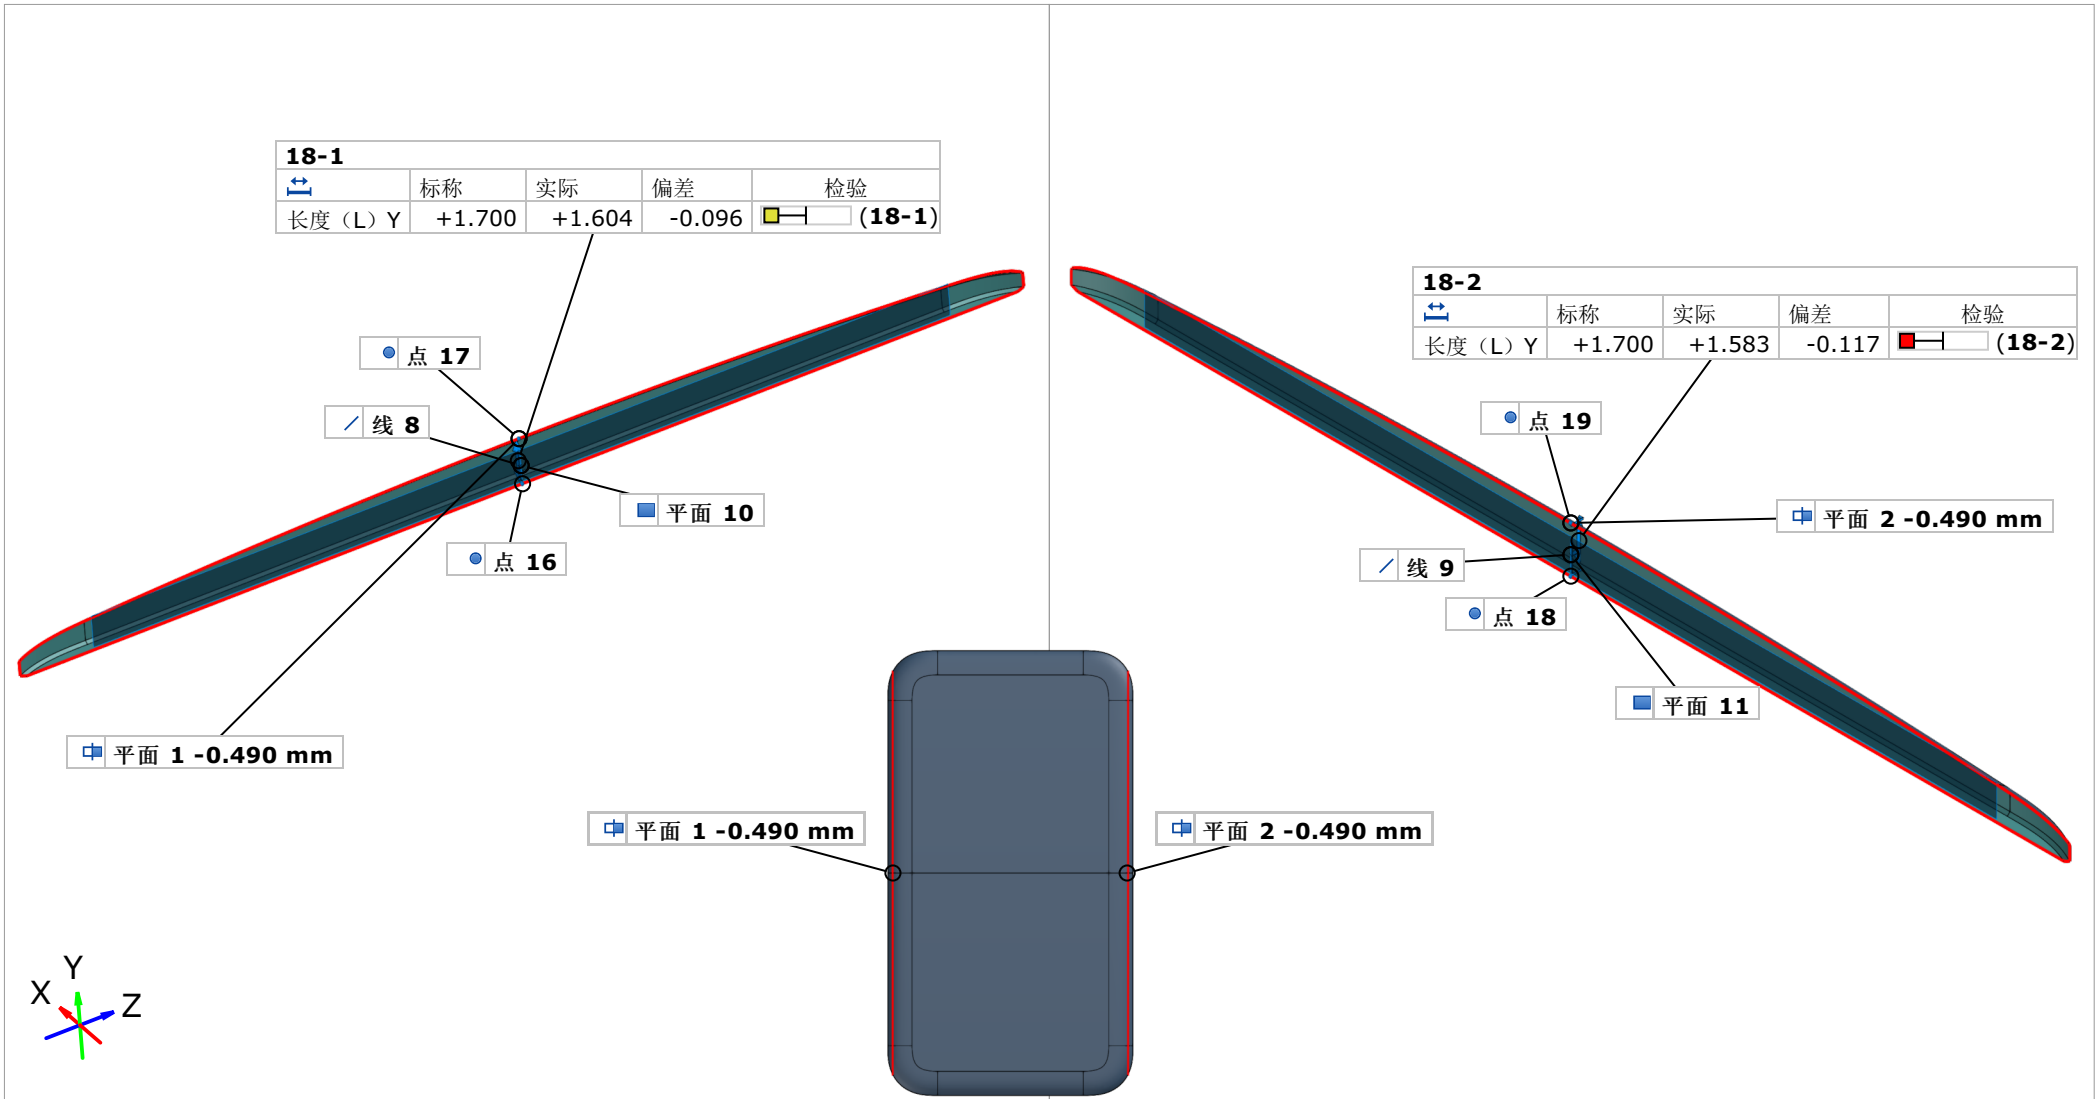 18-1
标称 实际 偏差 检验
长度（L）Y +1.700 +1.604 -0.096 (18-1)
18-2
标称 实际 偏差 检验
长度（L）Y +1.700 +1.583 -0.117 (18-2)
点 17
线 8
点 19
平面 10
平面 2 -0.490 mm
点 16
线 9
点 18
平面 11
平面 1 -0.490 mm
平面 1 -0.490 mm
平面 2 -0.490 mm
Y
X
Z